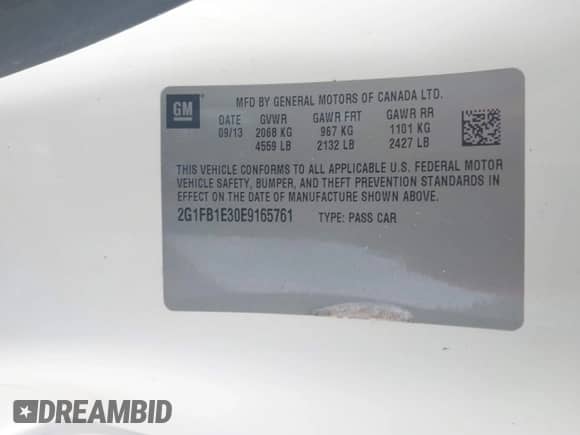 GM
MFD BY GENERAL MOTORS OF CANADA LTD.
DATE GVWR GAWR FRT GAWR RR
09/13 2068 KG 967 KG 1101 KG
4559 LB 2132 LB 2427 LB
THIS VEHICLE CONFORMS TO ALL APPLICABLE U.S. FEDERAL MOTOR
VEHICLE SAFETY, BUMPER, AND THEFT PREVENTION STANDARDS IN
EFFECT ON THE DATE OF MANUFACTURE SHOWN ABOVE.
2G1FB1E30E9165761 TYPE: PASS CAR
DREAMBID